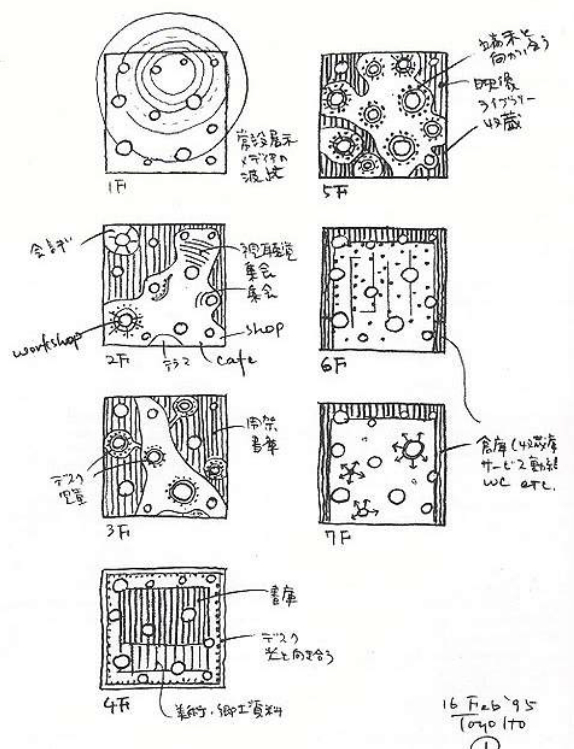 常設展示
メディアの
波紋
1F
会議
視聴覚
集会
集会
shop
workshop
2F
テラス
cafe
閉架
書庫
デスク
児童
3F
書庫
デスク
光と向き合う
美術・郷土資料
4F
端末と
向かい合う
映像
ライブラリー
収蔵
5F
6F
倉庫（収蔵庫
サービス動線
WC etc.
7F
16 Feb '95
Toyo Ito
1